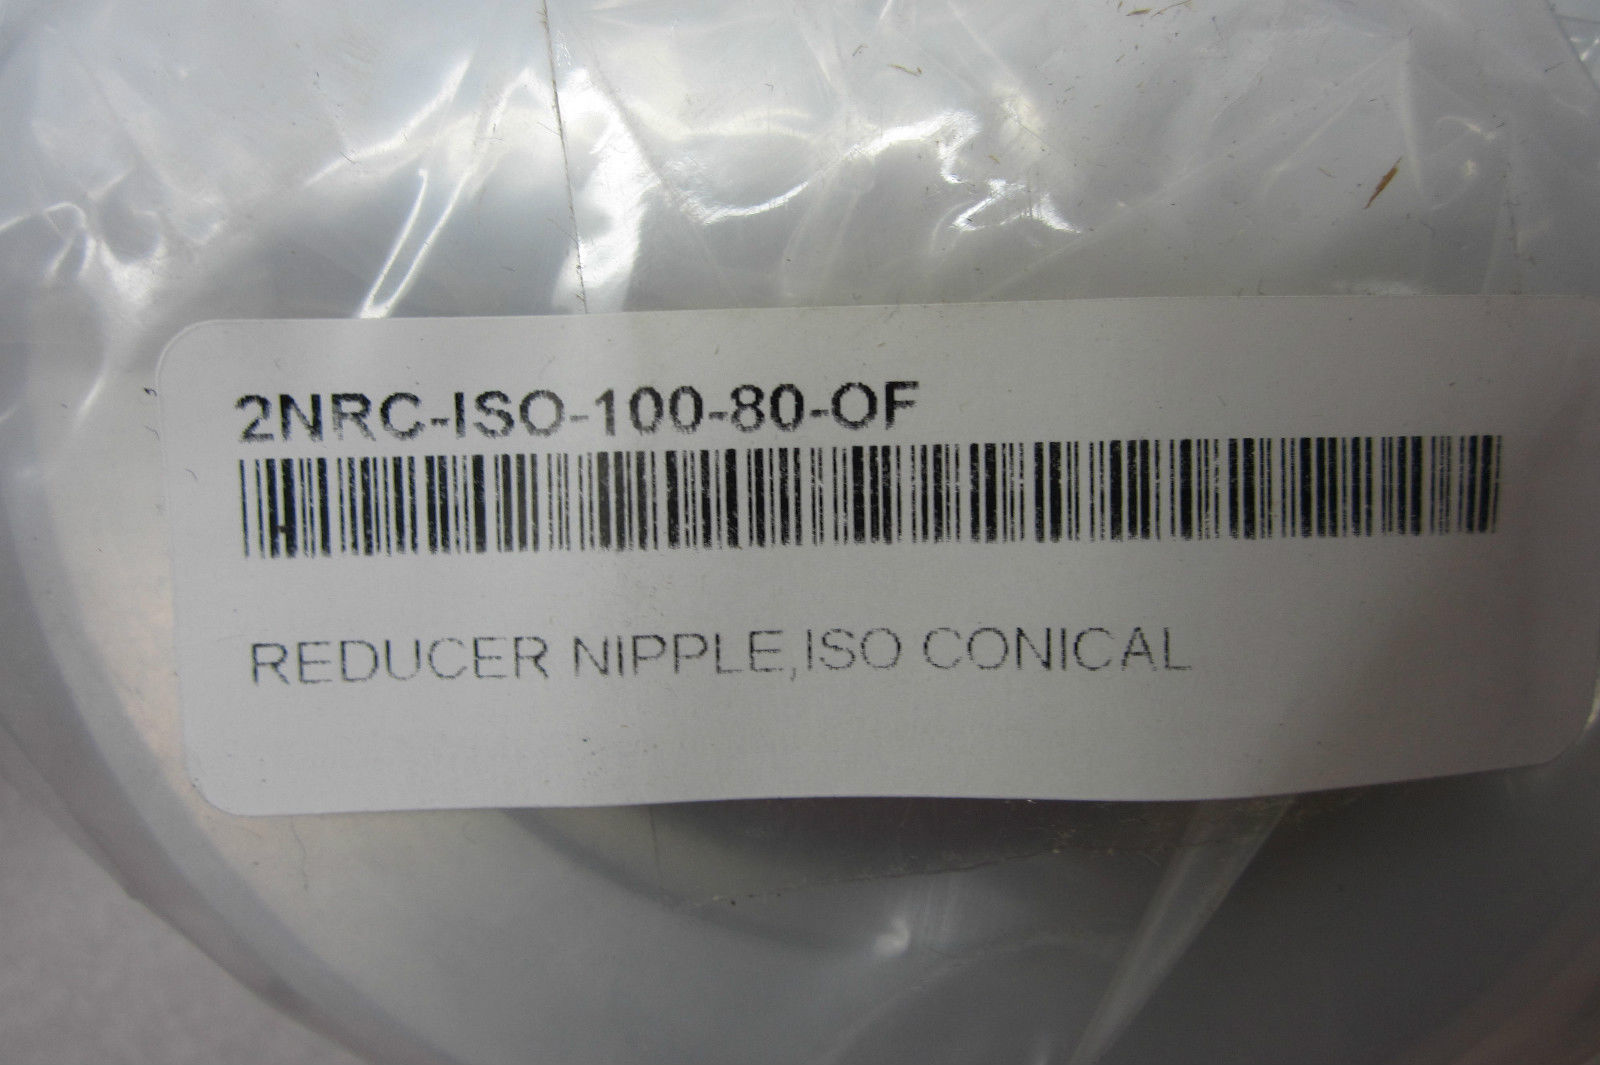 2NRC-ISO-100-80-OF
REDUCER NIPPLE,ISO CONICAL